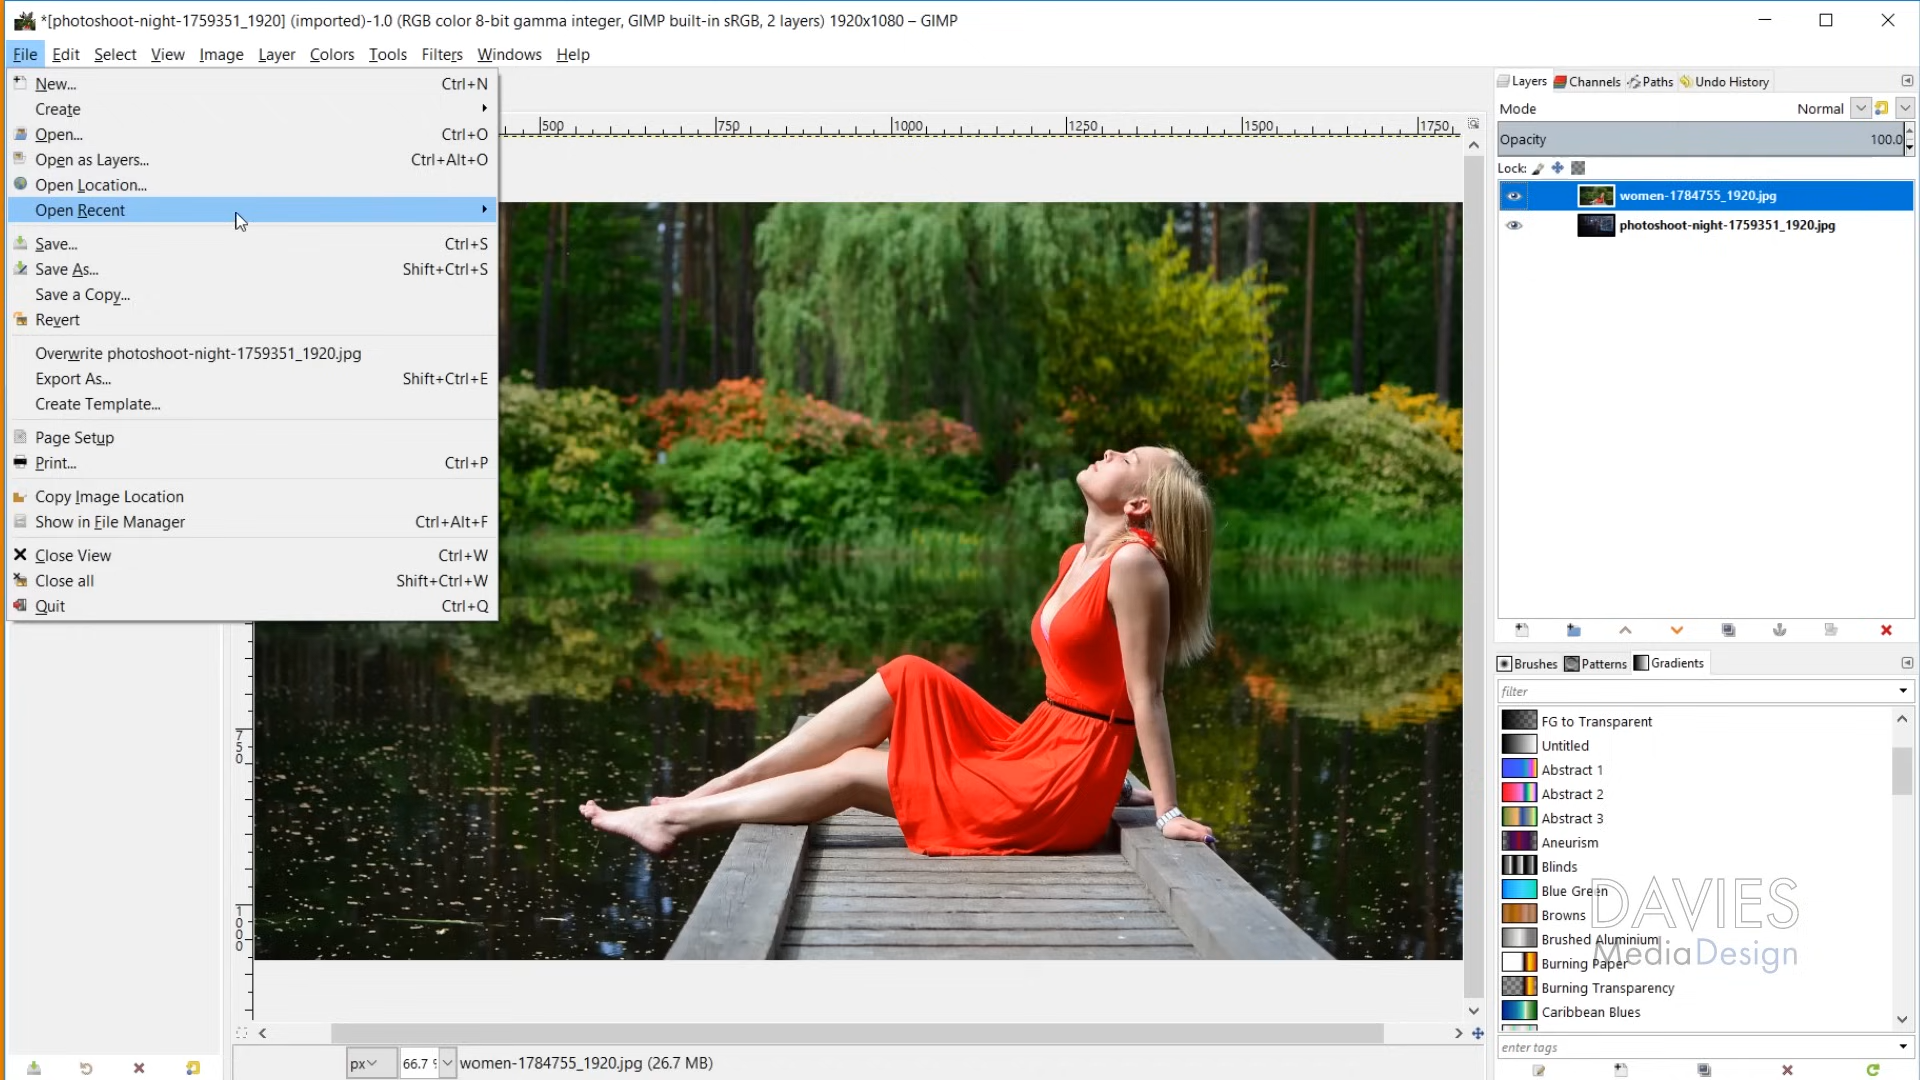 *[photoshoot-night-1759351_1920] (imported)-1.0 (RGB color 8-bit gamma integer, GIMP built-in sRGB, 2 layers) 1920x1080 – GIMP
File Edit Select View Image Layer Colors Tools Filters Windows Help
New... Ctrl+N
Create
Open... Ctrl+O
Open as Layers... Ctrl+Alt+O
Open Location...
Open Recent
Save... Ctrl+S
Save As... Shift+Ctrl+S
Save a Copy...
Revert
Overwrite photoshoot-night-1759351_1920.jpg
Export As... Shift+Ctrl+E
Create Template...
Page Setup
Print... Ctrl+P
Copy Image Location
Show in File Manager Ctrl+Alt+F
Close View Ctrl+W
Close all Shift+Ctrl+W
Quit Ctrl+Q
500 750 1000 1250 1500 1750
750
1000
px 66.7 women-1784755_1920.jpg (26.7 MB)
Layers Channels Paths Undo History
Mode Normal
Opacity 100.0
Lock:
women-1784755_1920.jpg
photoshoot-night-1759351_1920.jpg
Brushes Patterns Gradients
filter
FG to Transparent
Untitled
Abstract 1
Abstract 2
Abstract 3
Aneurism
Blinds
Blue Green
Browns
Brushed Aluminium
Burning Paper
Burning Transparency
Caribbean Blues
enter tags
DAVIES
MediaDesign